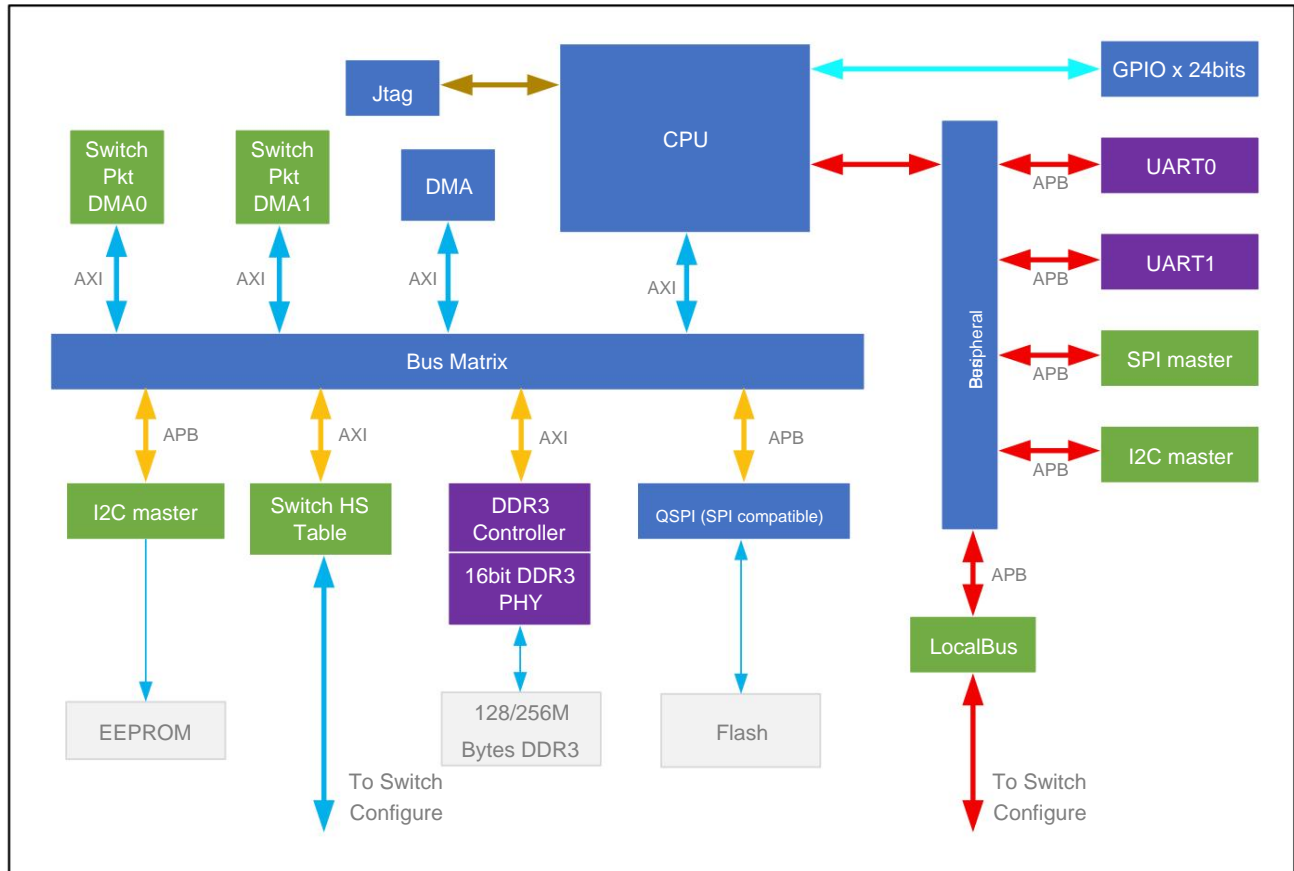 GPIO x 24bits
Jtag
CPU
Switch
Pkt
DMA0
Switch
Pkt
DMA1
DMA
UART0
APB
AXI
AXI
AXI
AXI
UART1
APB
Bus Matrix
Peripheral
SPI master
APB
APB
AXI
AXI
APB
I2C master
APB
I2C master
Switch HS
Table
DDR3
Controller
QSPI (SPI compatible)
16bit DDR3
PHY
APB
LocalBus
EEPROM
128/256M
Bytes DDR3
Flash
To Switch
Configure
To Switch
Configure